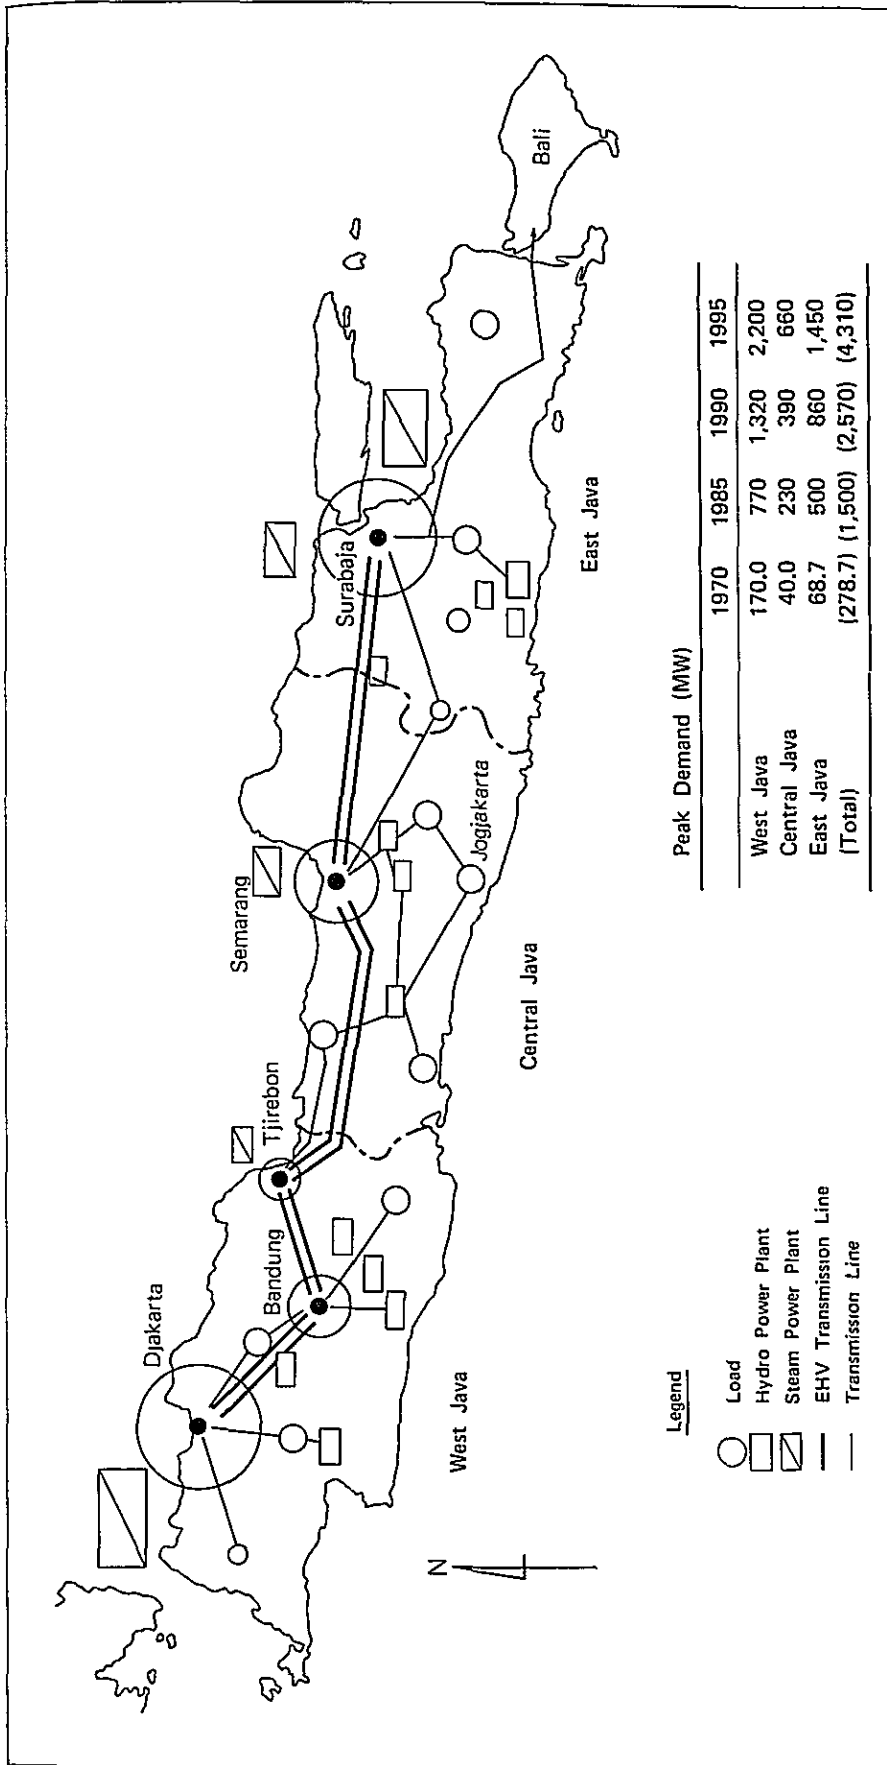 Djakarta
Bandung
Tjirebon
Semarang
Surabaja
Bali
Jogjakarta
West Java
Central Java
East Java
N
Legend
Load
Hydro Power Plant
Steam Power Plant
EHV Transmission Line
Transmission Line
Peak Demand (MW)
1970 1985 1990 1995
West Java 170.0 770 1,320 2,200
Central Java 40.0 230 390 660
East Java 68.7 500 860 1,450
(Total) (278.7) (1,500) (2,570) (4,310)